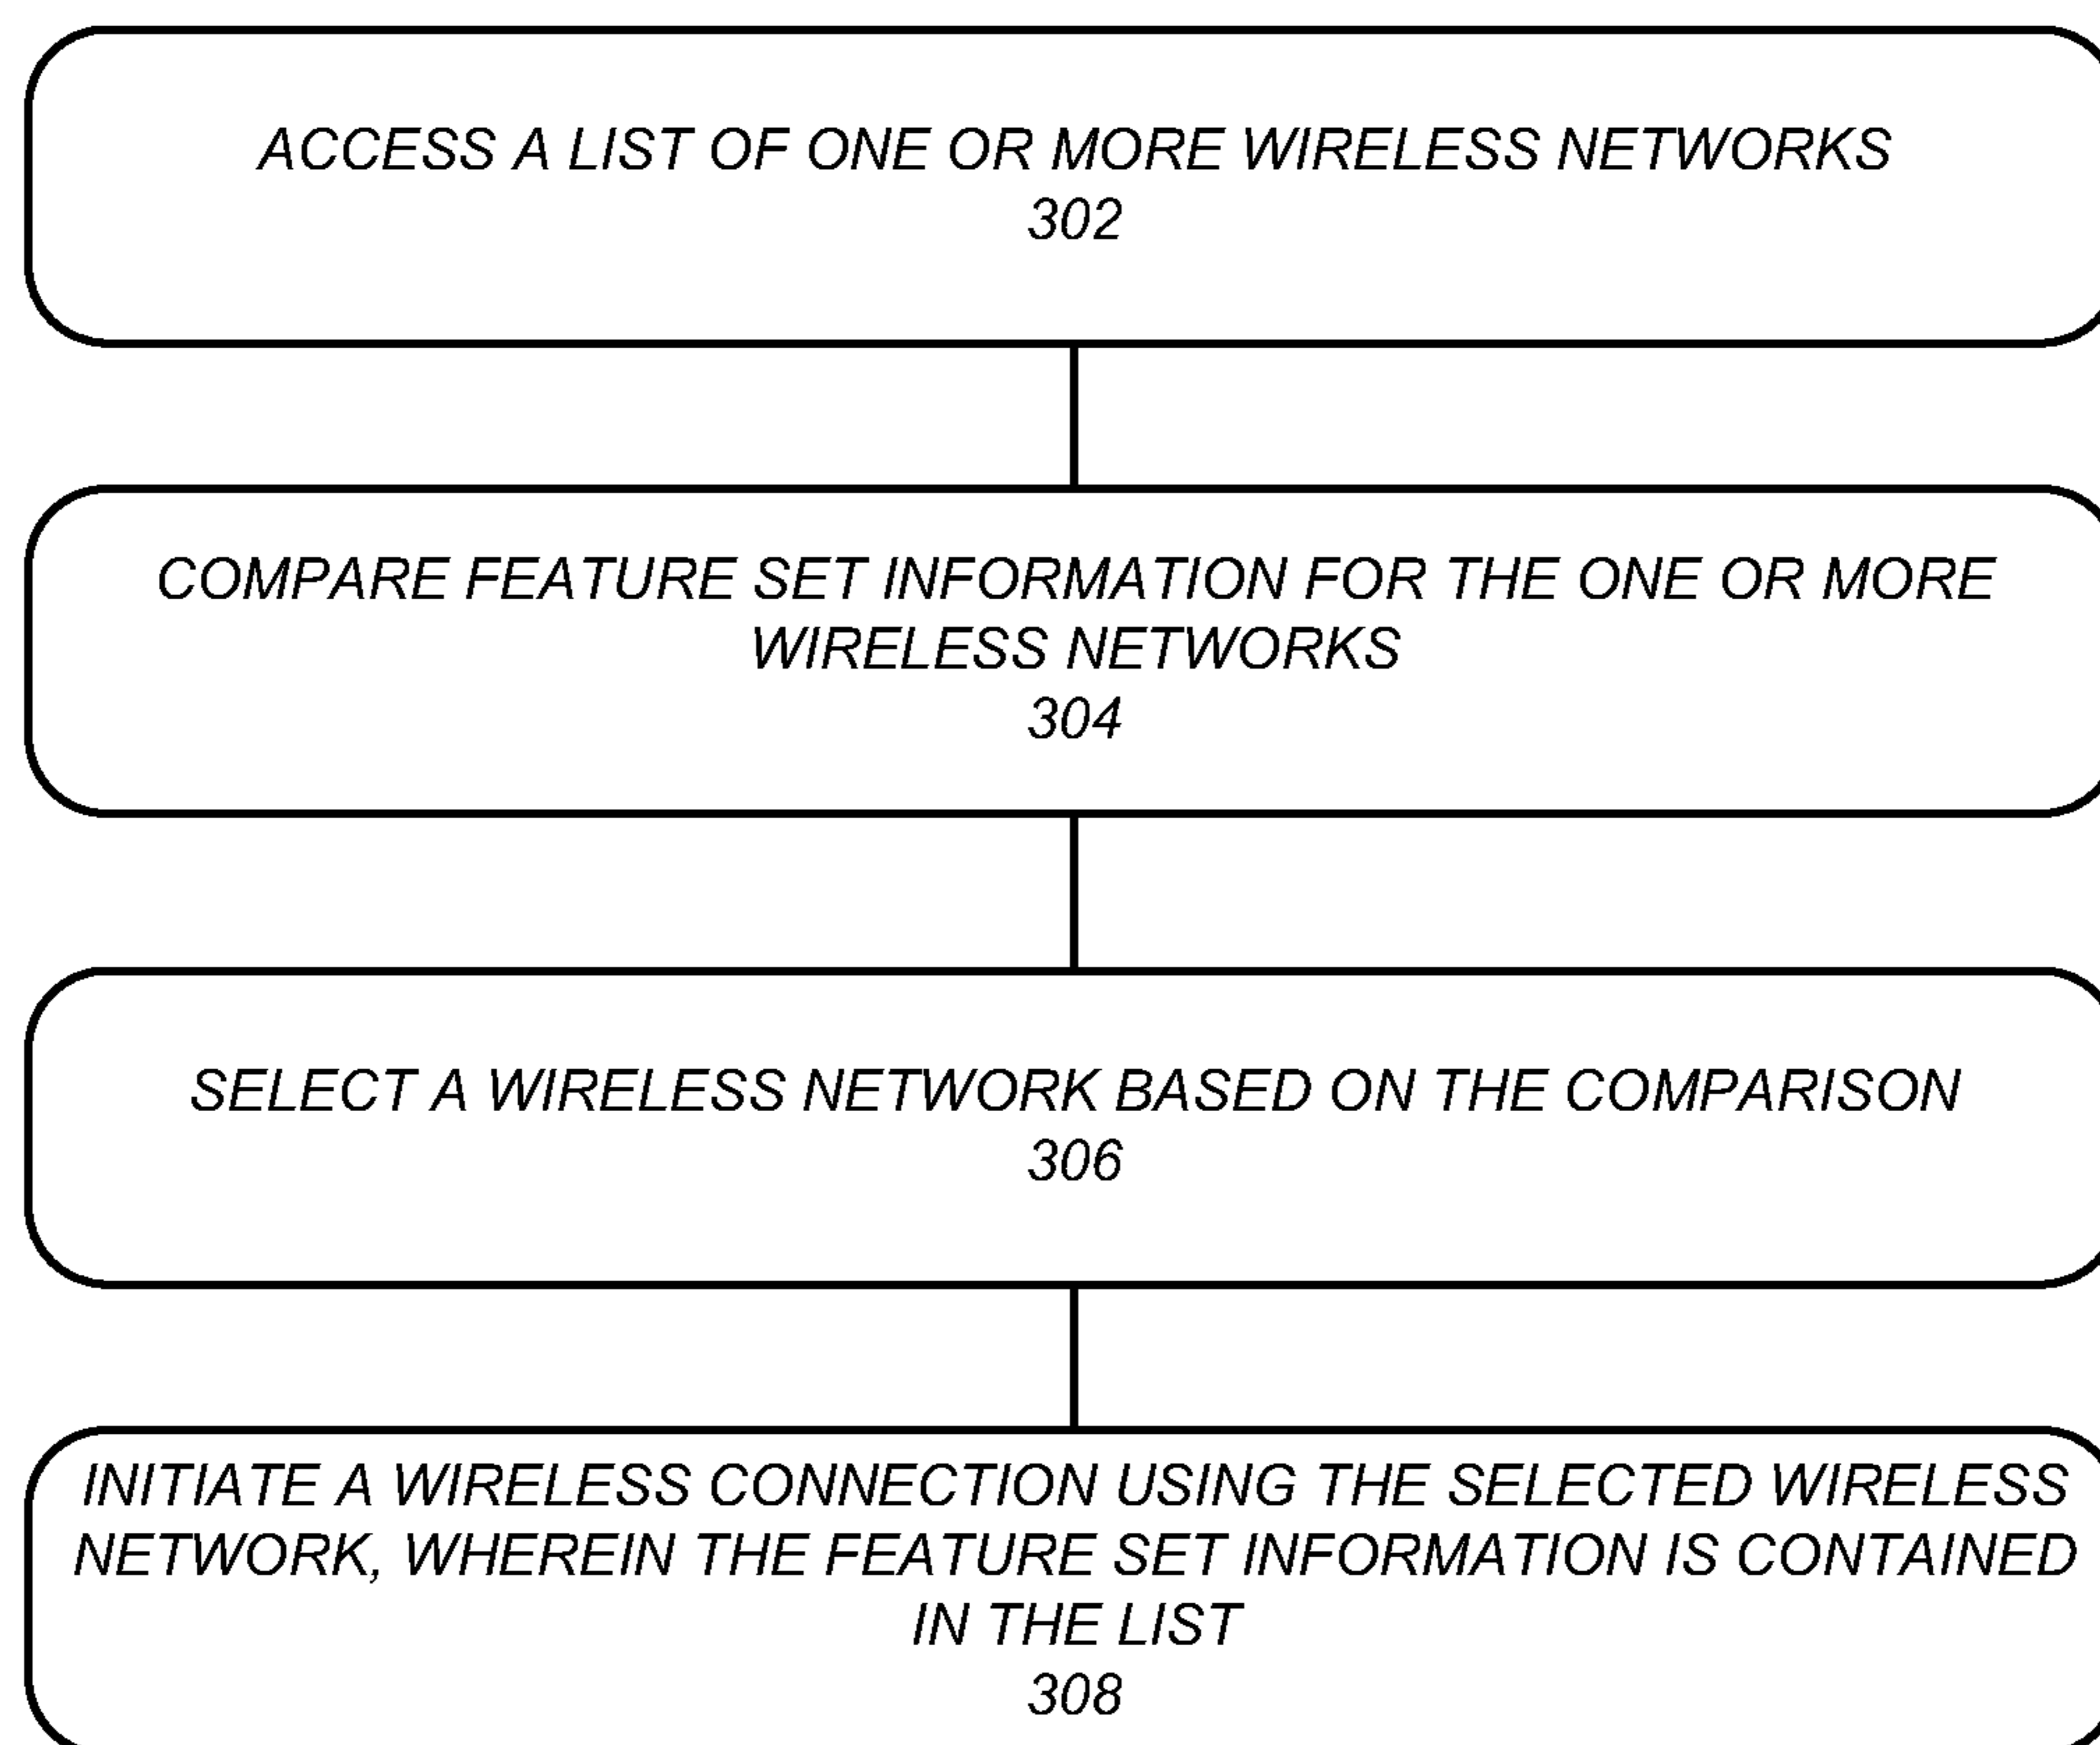 ACCESS A LIST OF ONE OR MORE WIRELESS NETWORKS
302
COMPARE FEATURE SET INFORMATION FOR THE ONE OR MORE
WIRELESS NETWORKS
304
SELECT A WIRELESS NETWORK BASED ON THE COMPARISON
306
INITIATE A WIRELESS CONNECTION USING THE SELECTED WIRELESS
NETWORK, WHEREIN THE FEATURE SET INFORMATION IS CONTAINED
IN THE LIST
308